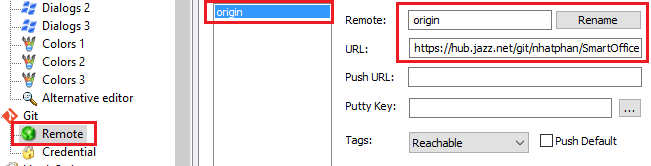 Dialogs 2
Dialogs 3
Colors 1
Colors 2
Colors 3
Alternative editor
Git
Remote
Credential
origin
Remote: origin Rename
URL: https://hub.jazz.net/git/nhatphan/SmartOffice
Push URL:
Putty Key: ...
Tags: Reachable Push Default